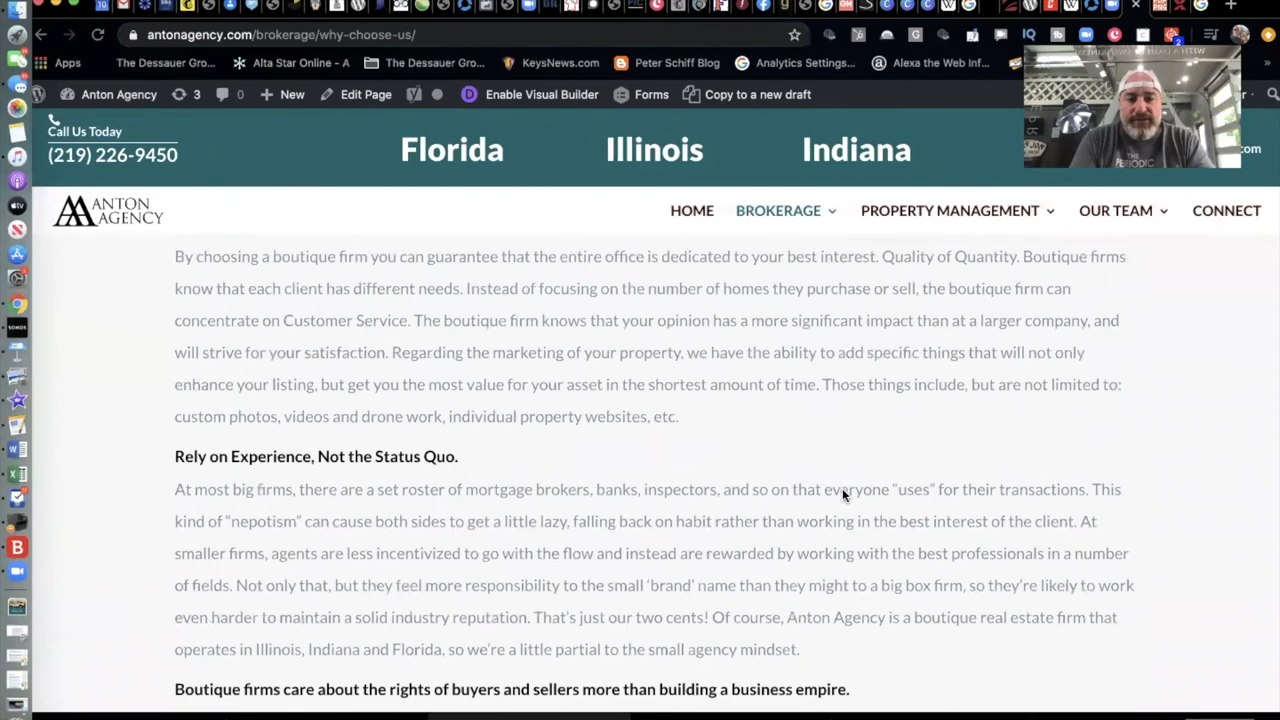 antonagency.com/brokerage/why-choose-us/
Apps
The Dessauer Gro...
Alta Star Online - A
The Dessauer Gro...
KeysNews.com
Peter Schiff Blog
Analytics Settings...
Alexa the Web Inf...
Anton Agency
3
0
New
Edit Page
Enable Visual Builder
Forms
Copy to a new draft
Call Us Today
(219) 226-9450
Florida
Illinois
Indiana
THE
PERIODIC
com
ANTON
AGENCY
HOME
BROKERAGE
PROPERTY MANAGEMENT
OUR TEAM
CONNECT
By choosing a boutique firm you can guarantee that the entire office is dedicated to your best interest. Quality of Quantity. Boutique firms
know that each client has different needs. Instead of focusing on the number of homes they purchase or sell, the boutique firm can
concentrate on Customer Service. The boutique firm knows that your opinion has a more significant impact than at a larger company, and
will strive for your satisfaction. Regarding the marketing of your property, we have the ability to add specific things that will not only
enhance your listing, but get you the most value for your asset in the shortest amount of time. Those things include, but are not limited to:
custom photos, videos and drone work, individual property websites, etc.
Rely on Experience, Not the Status Quo.
At most big firms, there are a set roster of mortgage brokers, banks, inspectors, and so on that everyone “uses” for their transactions. This
kind of “nepotism” can cause both sides to get a little lazy, falling back on habit rather than working in the best interest of the client. At
smaller firms, agents are less incentivized to go with the flow and instead are rewarded by working with the best professionals in a number
of fields. Not only that, but they feel more responsibility to the small ‘brand’ name than they might to a big box firm, so they’re likely to work
even harder to maintain a solid industry reputation. That’s just our two cents! Of course, Anton Agency is a boutique real estate firm that
operates in Illinois, Indiana and Florida, so we’re a little partial to the small agency mindset.
Boutique firms care about the rights of buyers and sellers more than building a business empire.